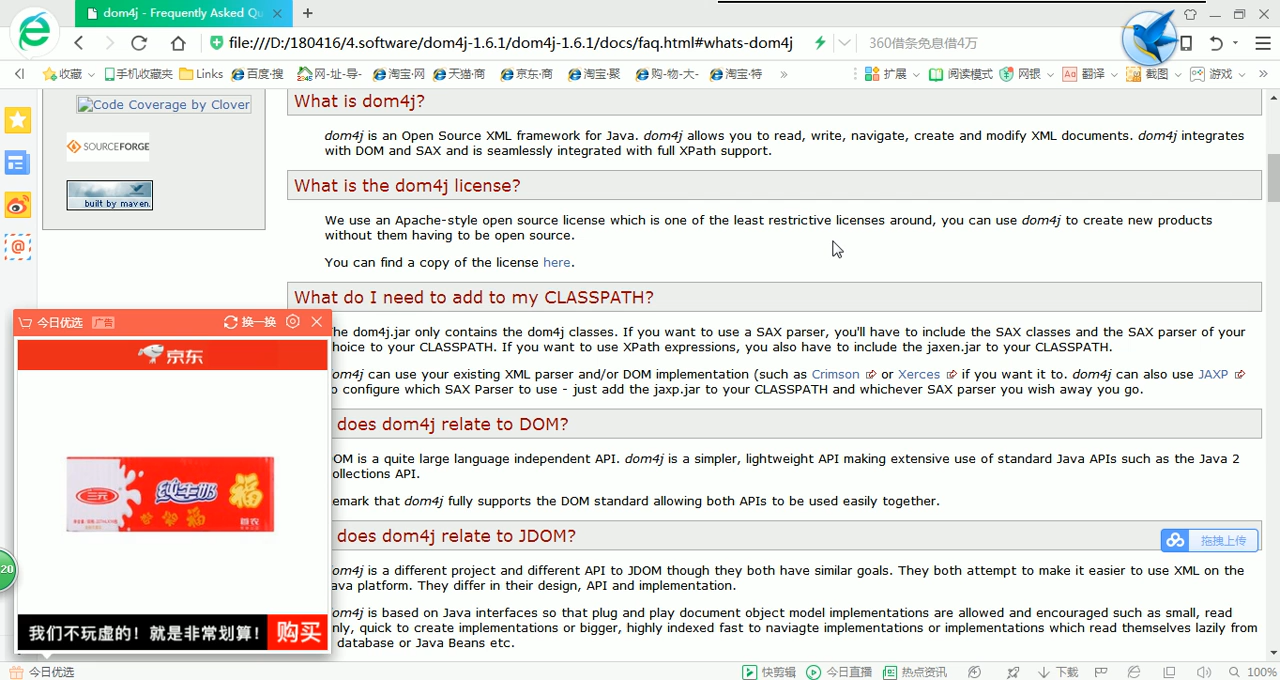 dom4j - Frequently Asked Qu
file:///D:/180416/4.software/dom4j-1.6.1/dom4j-1.6.1/docs/faq.html#whats-dom4j
360借条免息借4万
收藏 手机收藏夹 Links 百度·搜 网·址·导· 淘宝·网 天猫·商 京东·商 淘宝·聚 购·物·大· 淘宝·特 » 扩展 阅读模式 网银 翻译 截图 游戏 »
Code Coverage by Clover
SOURCEFORGE
built by maven.
What is dom4j?
dom4j is an Open Source XML framework for Java. dom4j allows you to read, write, navigate, create and modify XML documents. dom4j integrates
with DOM and SAX and is seamlessly integrated with full XPath support.
What is the dom4j license?
We use an Apache-style open source license which is one of the least restrictive licenses around, you can use dom4j to create new products
without them having to be open source.
You can find a copy of the license here.
What do I need to add to my CLASSPATH?
he dom4j.jar only contains the dom4j classes. If you want to use a SAX parser, you'll have to include the SAX classes and the SAX parser of your
hoice to your CLASSPATH. If you want to use XPath expressions, you also have to include the jaxen.jar to your CLASSPATH.
om4j can use your existing XML parser and/or DOM implementation (such as Crimson or Xerces if you want it to. dom4j can also use JAXP
o configure which SAX Parser to use - just add the jaxp.jar to your CLASSPATH and whichever SAX parser you wish away you go.
does dom4j relate to DOM?
OM is a quite large language independent API. dom4j is a simpler, lightweight API making extensive use of standard Java APIs such as the Java 2
ollections API.
emark that dom4j fully supports the DOM standard allowing both APIs to be used easily together.
does dom4j relate to JDOM?
om4j is a different project and different API to JDOM though they both have similar goals. They both attempt to make it easier to use XML on the
ava platform. They differ in their design, API and implementation.
om4j is based on Java interfaces so that plug and play document object model implementations are allowed and encouraged such as small, read
nly, quick to create implementations or bigger, highly indexed fast to naviagte implementations or implementations which read themselves lazily from
database or Java Beans etc.
拖拽上传
今日优选 广告 换一换
京东
三元 纯牛奶 福
首农
我们不玩虚的！就是非常划算！ 购买
20
今日优选 快剪辑 今日直播 热点资讯 下载 100%